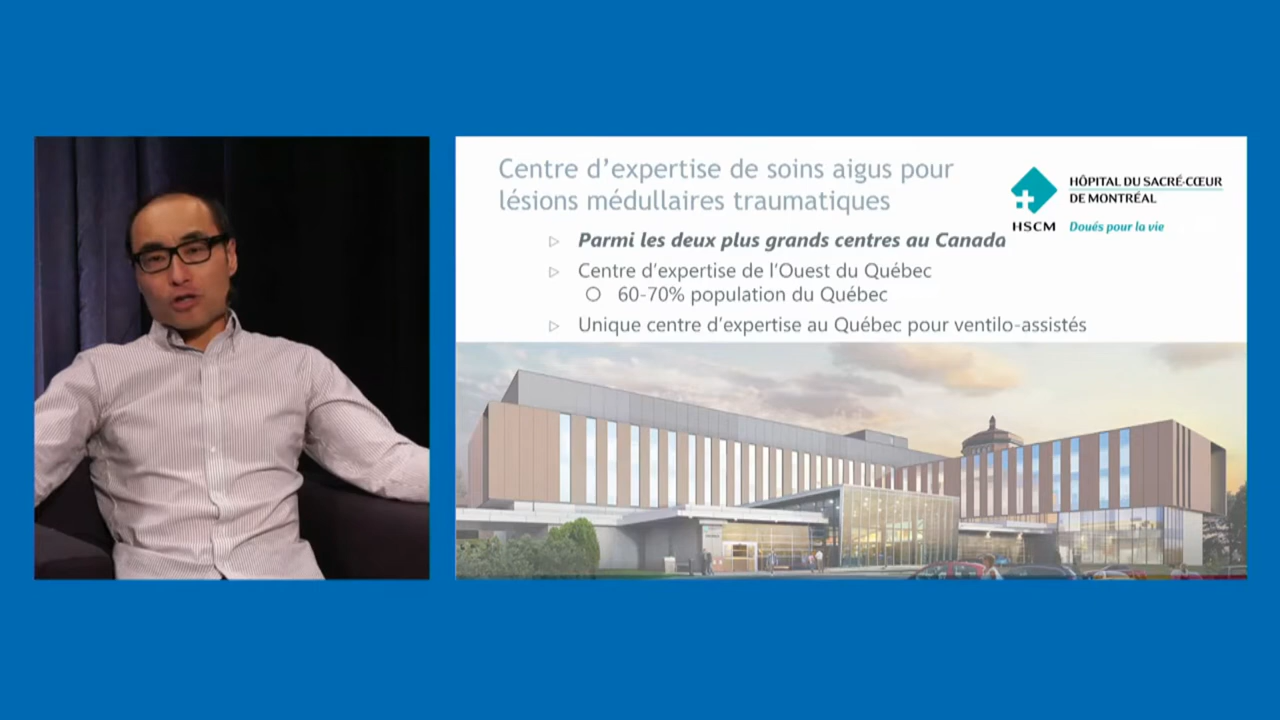 Centre d'expertise de soins aigus pour
lésions médullaires traumatiques
HÔPITAL DU SACRÉ-CŒUR
DE MONTRÉAL
HSCM
Doués pour la vie
▹ Parmi les deux plus grands centres au Canada
▹ Centre d'expertise de l'Ouest du Québec
○ 60-70% population du Québec
▹ Unique centre d'expertise au Québec pour ventilo-assistés